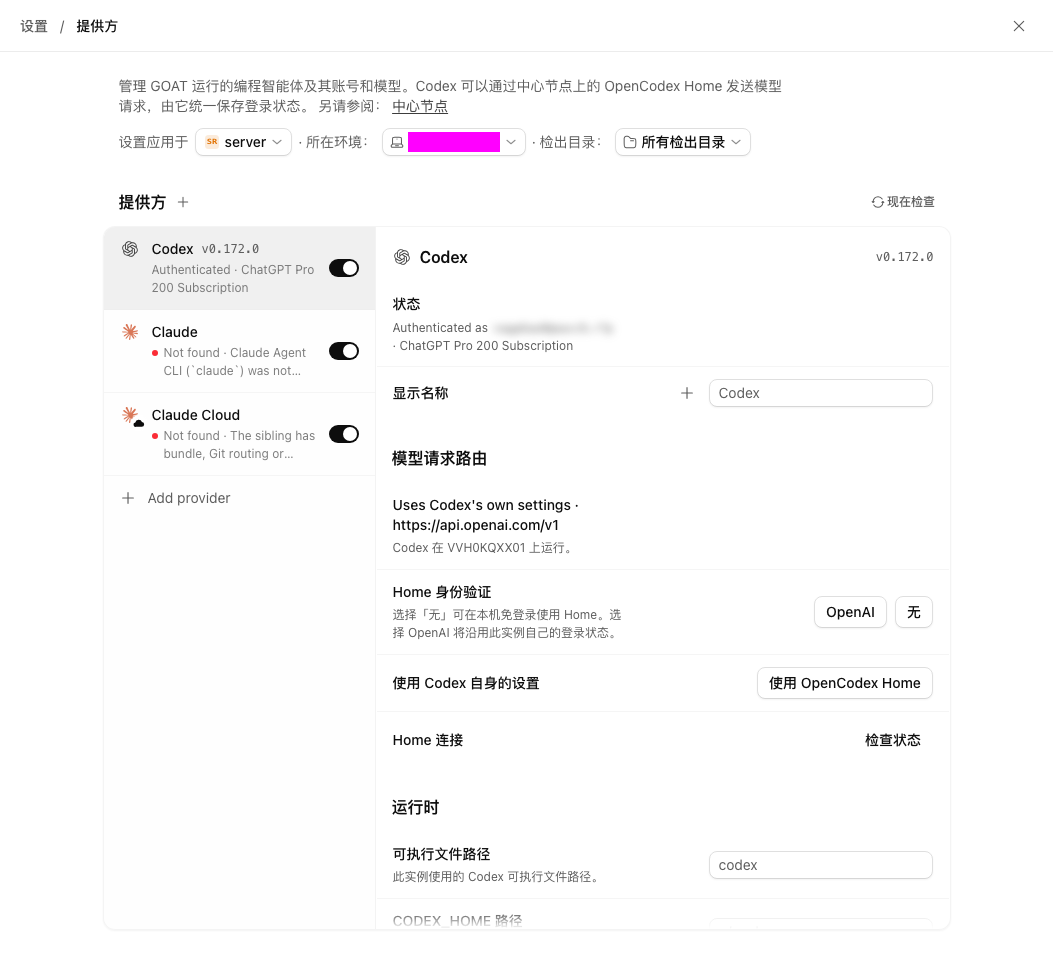 设置 / 提供方
管理 GOAT 运行的编程智能体及其账号和模型。Codex 可以通过中心节点上的 OpenCodex Home 发送模型
请求，由它统一保存登录状态。 另请参阅： 中心节点
设置应用于 SR server · 所在环境： · 检出目录： 所有检出目录
提供方
现在检查
Codex v0.172.0
Authenticated · ChatGPT Pro
200 Subscription
Claude
Not found · Claude Agent
CLI (`claude`) was not...
Claude Cloud
Not found · The sibling has
bundle, Git routing or...
Add provider
Codex v0.172.0
状态
Authenticated as
· ChatGPT Pro 200 Subscription
显示名称 Codex
模型请求路由
Uses Codex's own settings ·
https://api.openai.com/v1
Codex 在 VVH0KQXX01 上运行。
Home 身份验证
选择「无」可在本机免登录使用 Home。选
择 OpenAI 将沿用此实例自己的登录状态。
OpenAI 无
使用 Codex 自身的设置 使用 OpenCodex Home
Home 连接 检查状态
运行时
可执行文件路径
此实例使用的 Codex 可执行文件路径。
codex
CODEX_HOME 路径